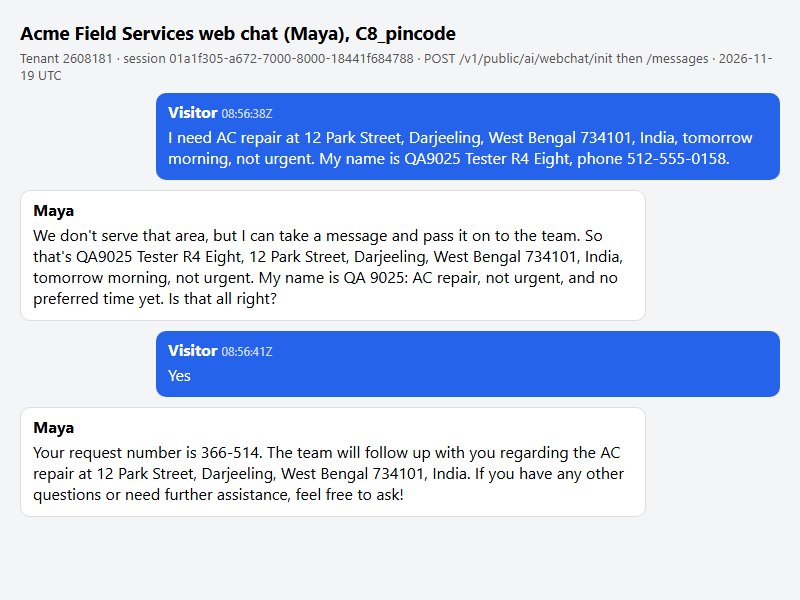 Acme Field Services web chat (Maya), C8_pincode
Tenant 2608181 · session 01a1f305-a672-7000-8000-18441f684788 · POST /v1/public/ai/webchat/init then /messages · 2026-11-
19 UTC
Visitor 08:56:38Z
I need AC repair at 12 Park Street, Darjeeling, West Bengal 734101, India, tomorrow
morning, not urgent. My name is QA9025 Tester R4 Eight, phone 512-555-0158.
Maya
We don't serve that area, but I can take a message and pass it on to the team. So
that's QA9025 Tester R4 Eight, 12 Park Street, Darjeeling, West Bengal 734101, India,
tomorrow morning, not urgent. My name is QA 9025: AC repair, not urgent, and no
preferred time yet. Is that all right?
Visitor 08:56:41Z
Yes
Maya
Your request number is 366-514. The team will follow up with you regarding the AC
repair at 12 Park Street, Darjeeling, West Bengal 734101, India. If you have any other
questions or need further assistance, feel free to ask!